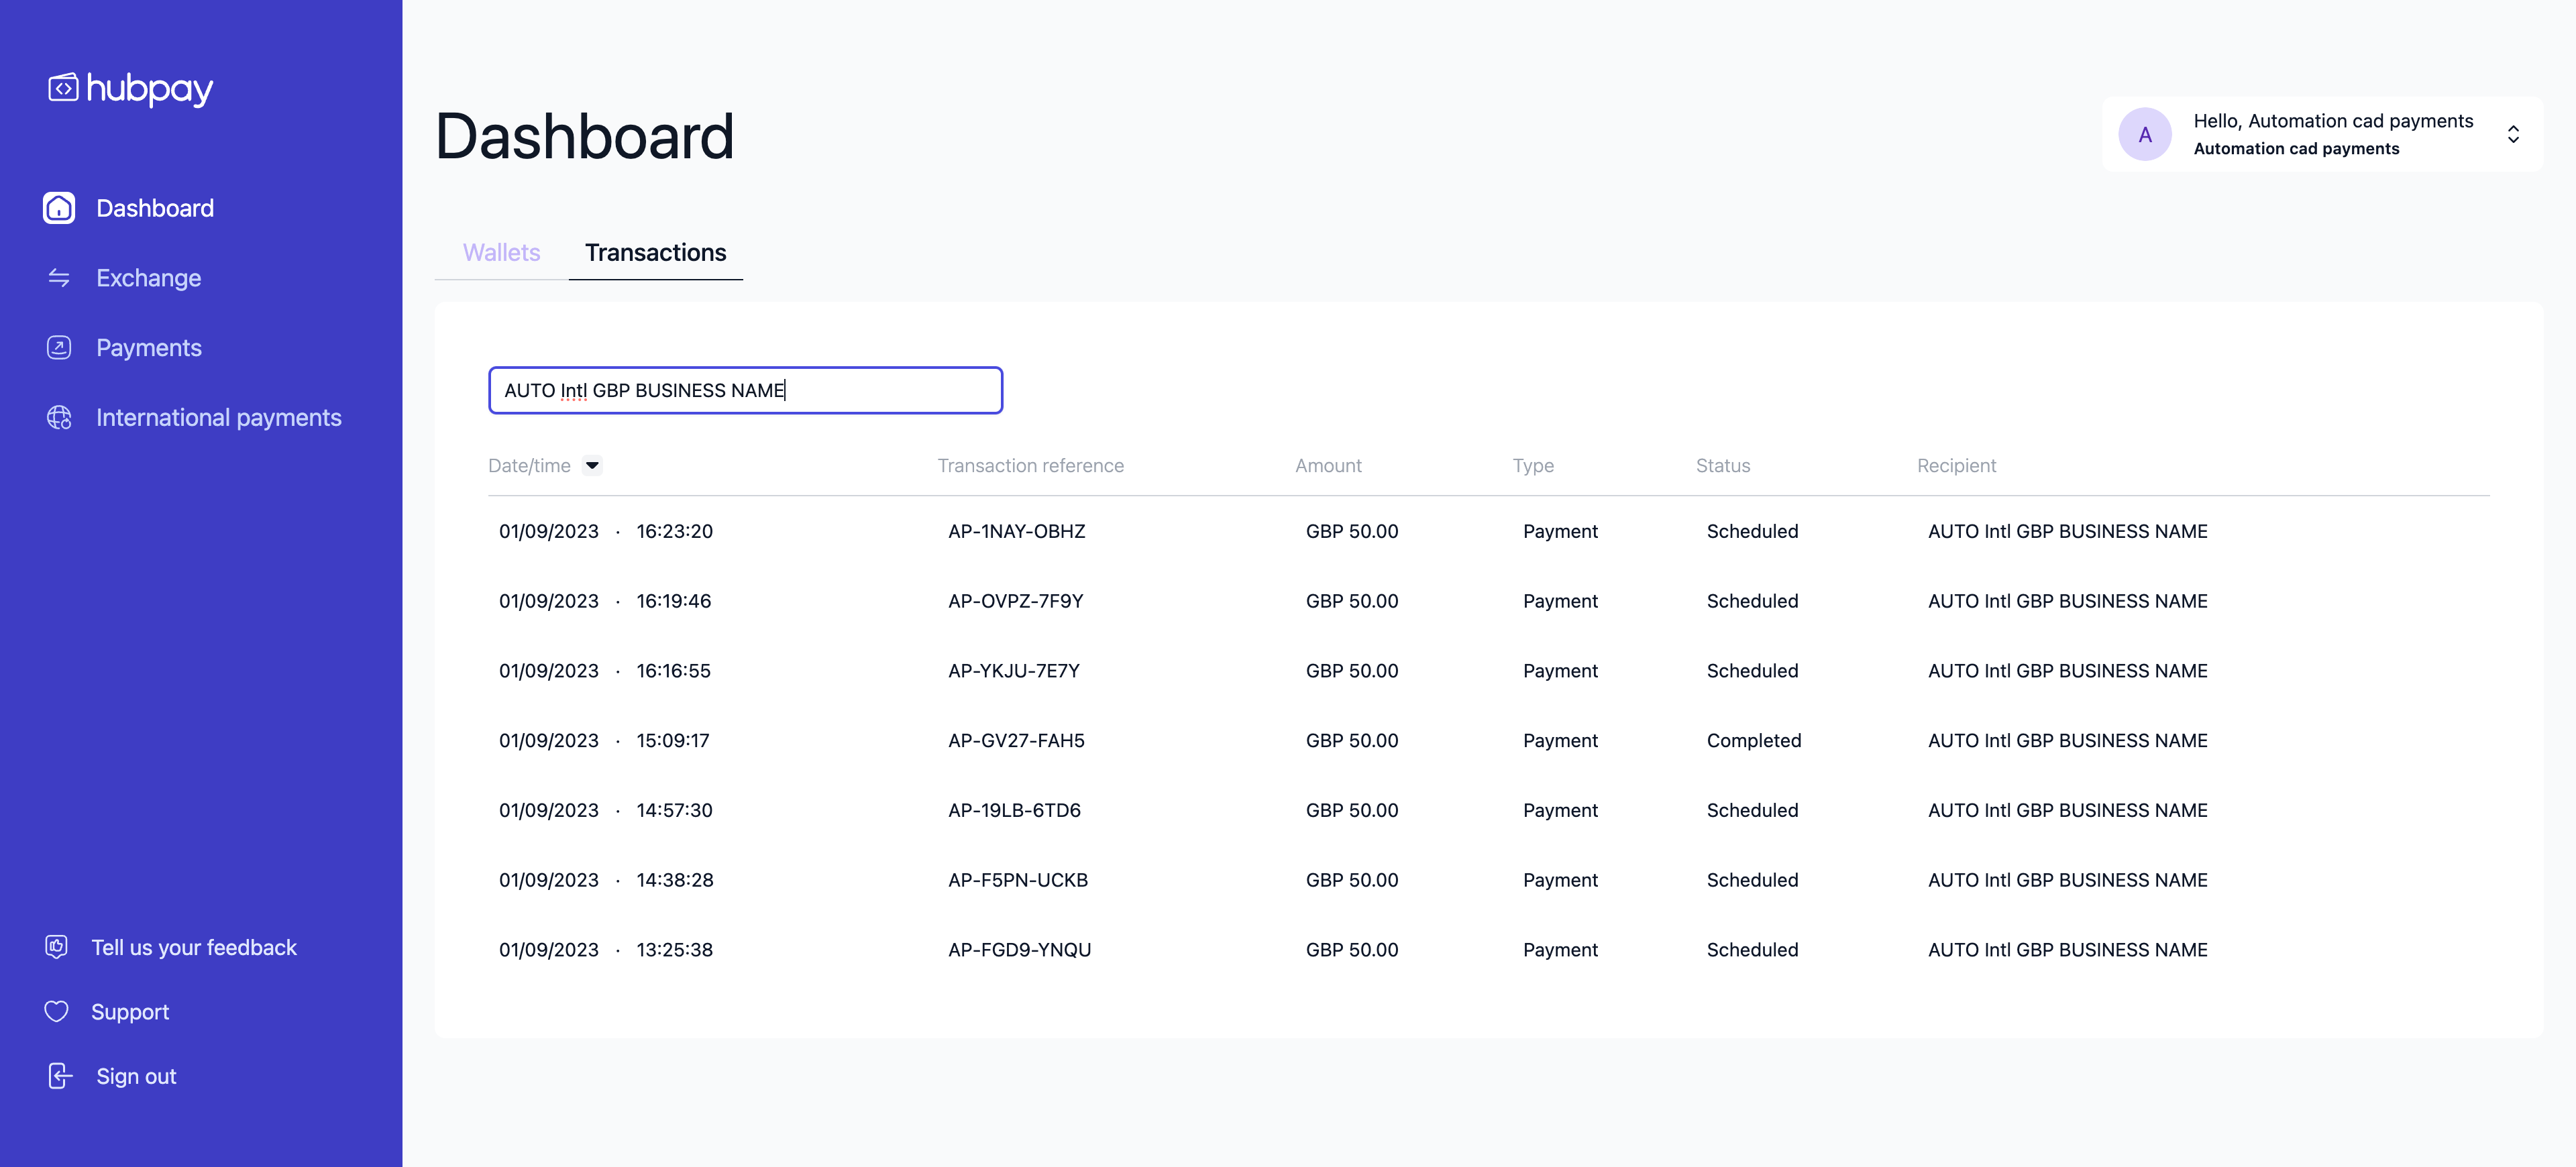 hubpay
Dashboard
Exchange
Payments
International payments
Tell us your feedback
Support
Sign out
Dashboard
A
Hello, Automation cad payments
Automation cad payments
Wallets Transactions
AUTO Intl GBP BUSINESS NAME
Date/time Transaction reference Amount Type Status Recipient
01/09/2023 · 16:23:20 AP-1NAY-OBHZ GBP 50.00 Payment Scheduled AUTO Intl GBP BUSINESS NAME
01/09/2023 · 16:19:46 AP-OVPZ-7F9Y GBP 50.00 Payment Scheduled AUTO Intl GBP BUSINESS NAME
01/09/2023 · 16:16:55 AP-YKJU-7E7Y GBP 50.00 Payment Scheduled AUTO Intl GBP BUSINESS NAME
01/09/2023 · 15:09:17 AP-GV27-FAH5 GBP 50.00 Payment Completed AUTO Intl GBP BUSINESS NAME
01/09/2023 · 14:57:30 AP-19LB-6TD6 GBP 50.00 Payment Scheduled AUTO Intl GBP BUSINESS NAME
01/09/2023 · 14:38:28 AP-F5PN-UCKB GBP 50.00 Payment Scheduled AUTO Intl GBP BUSINESS NAME
01/09/2023 · 13:25:38 AP-FGD9-YNQU GBP 50.00 Payment Scheduled AUTO Intl GBP BUSINESS NAME